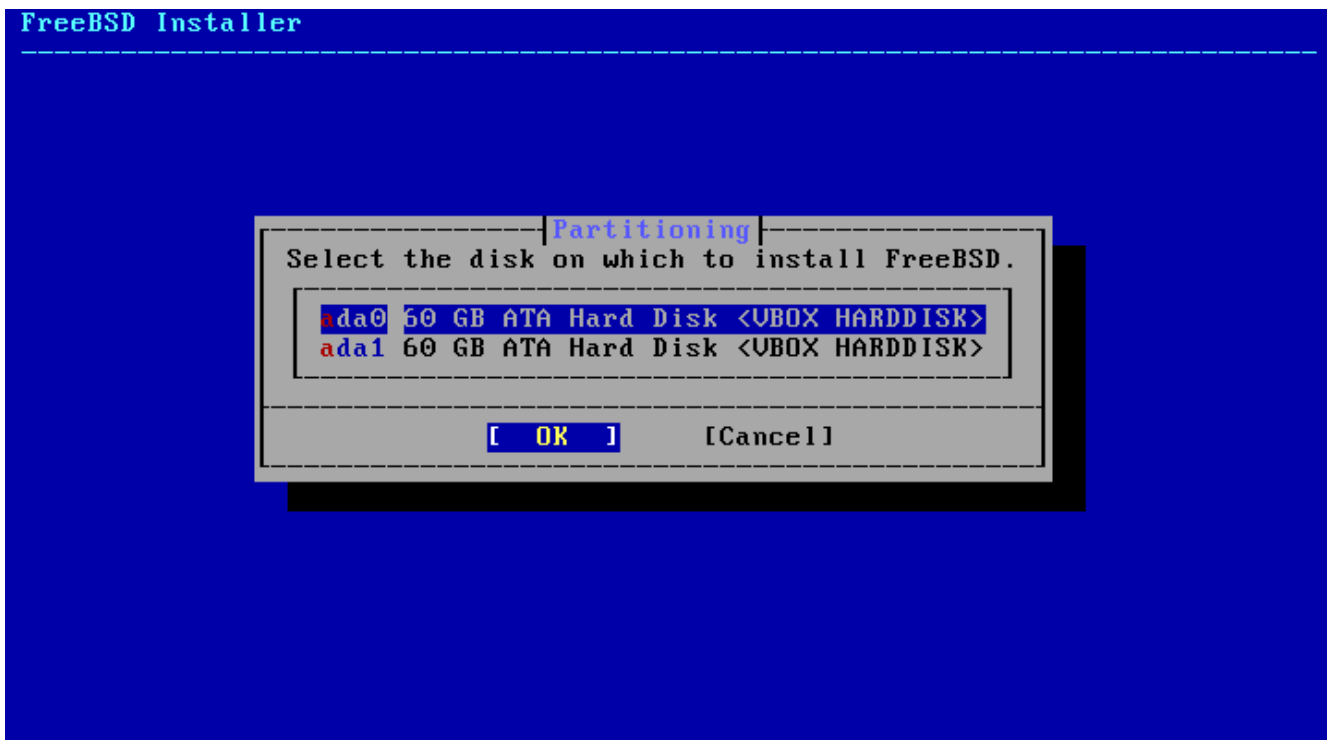 FreeBSD Installer
Partitioning
Select the disk on which to install FreeBSD.
ada0 60 GB ATA Hard Disk <VBOX HARDDISK>
ada1 60 GB ATA Hard Disk <VBOX HARDDISK>
[  OK  ] [Cancel]